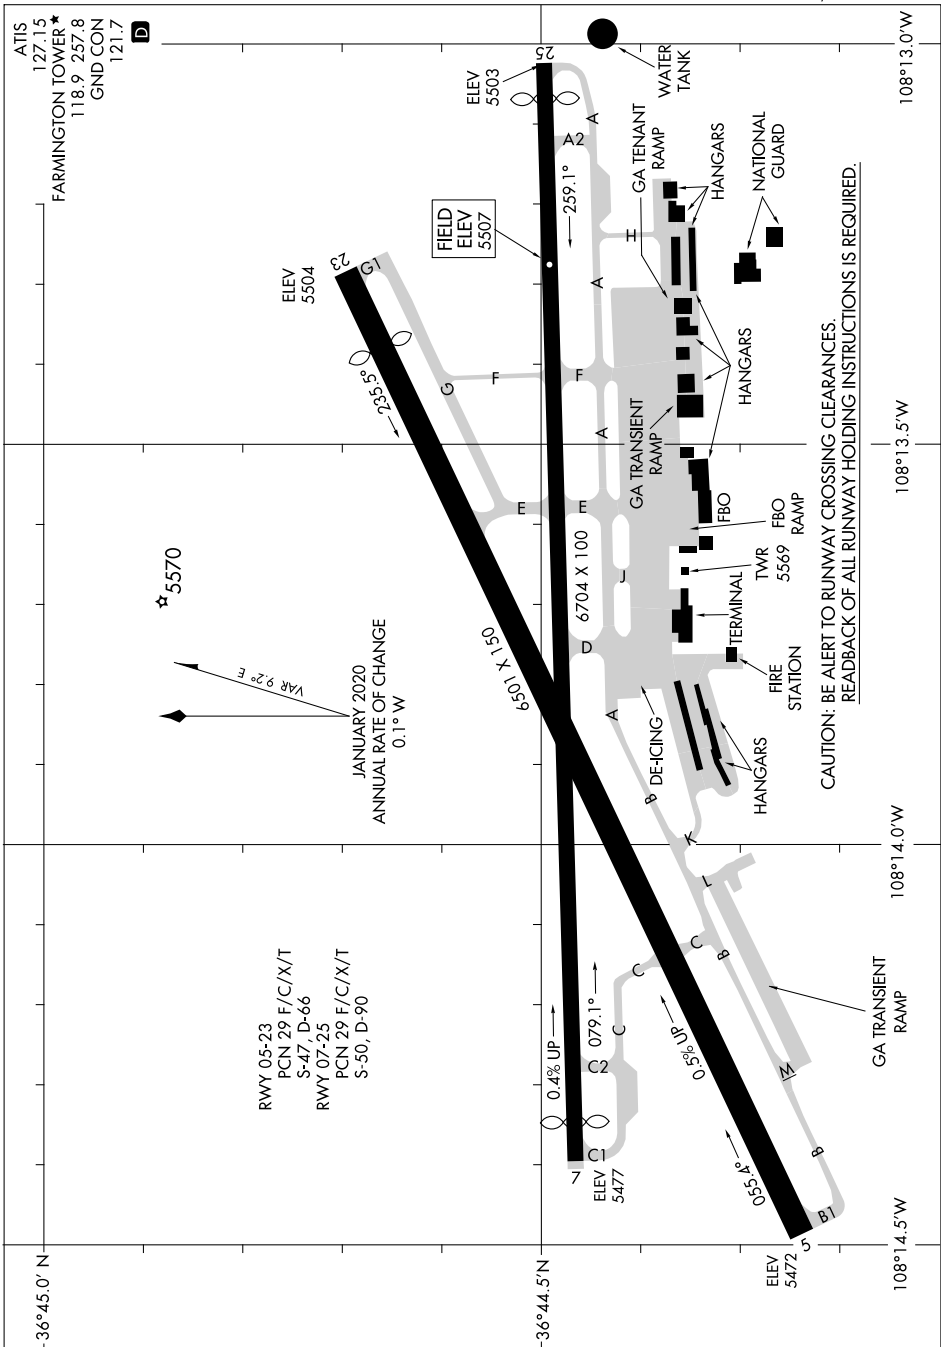 ATIS
127.15
FARMINGTON TOWER★
118.9 257.8
GND CON
121.7
D
36°45.0' N
36°44.5'N
108°13.0'W
108°13.5'W
108°14.0'W
108°14.5'W
RWY 05-23
PCN 29 F/C/X/T
S-47, D-66
RWY 07-25
PCN 29 F/C/X/T
S-50, D-90
JANUARY 2020
ANNUAL RATE OF CHANGE
0.1° W
VAR 9.2° E
5570
ELEV
5504
23
G1
235.5°
G
F
F
6501 X 150
E
E
FIELD
ELEV
5507
ELEV
5503
25
A
A2
259.1°
A
A
H
WATER
TANK
GA TENANT
RAMP
HANGARS
NATIONAL
GUARD
HANGARS
GA TRANSIENT
RAMP
FBO
FBO
RAMP
TWR
5569
TERMINAL
FIRE
STATION
HANGARS
DE-ICING
6704 X 100
J
D
A
B
K
L
C
C
C
B
C2
C1
0.4% UP
079.1°
7
ELEV
5477
0.5% UP
055.4°
W
B
B1
5
ELEV
5472
GA TRANSIENT
RAMP
CAUTION: BE ALERT TO RUNWAY CROSSING CLEARANCES.
READBACK OF ALL RUNWAY HOLDING INSTRUCTIONS IS REQUIRED.